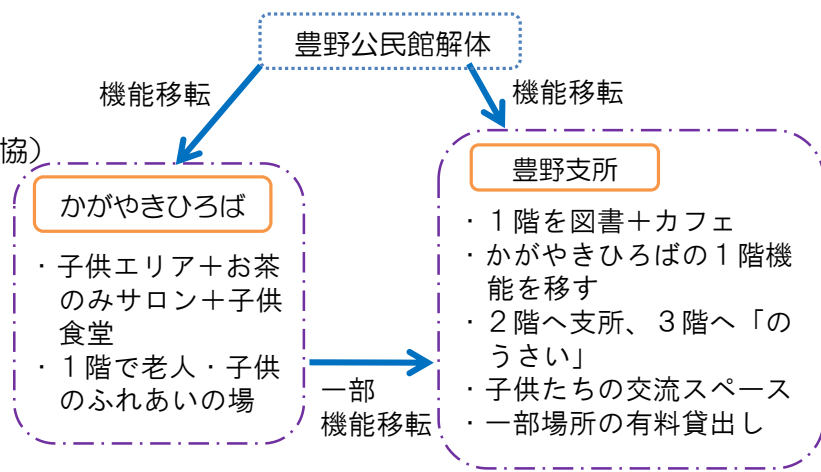 豊野公民館解体
機能移転
機能移転
協）
かがやきひろば
・子供エリア＋お茶
のみサロン＋子供
食堂
・１階で老人・子供
のふれあいの場
一部
機能移転
豊野支所
・１階を図書＋カフェ
・かがやきひろばの１階機
能を移す
・２階へ支所、３階へ「の
うさい」
・子供たちの交流スペース
・一部場所の有料貸出し